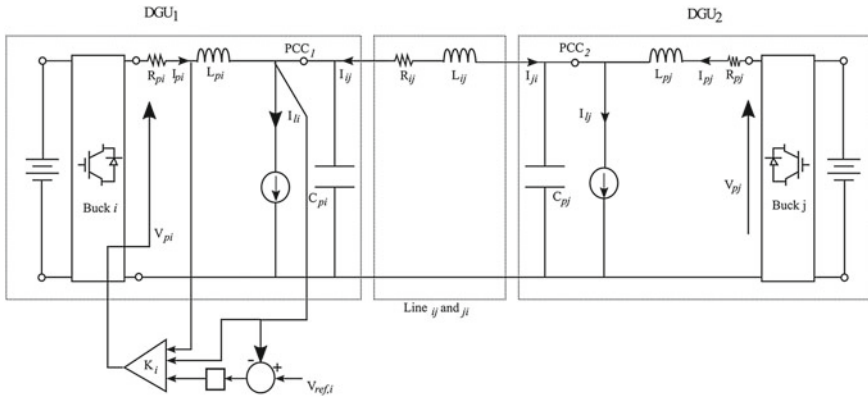 DGU1
DGU2
PCC1
PCC2
Rpi
Ipi
Lpi
Iij
Rij
Lij
Iji
Lpj
Ipj
Rpj
Ili
Ilj
Vpi
Cpi
Cpj
Vpj
Buck i
Buck j
Line ij and ji
Ki
-
+
Vref,i